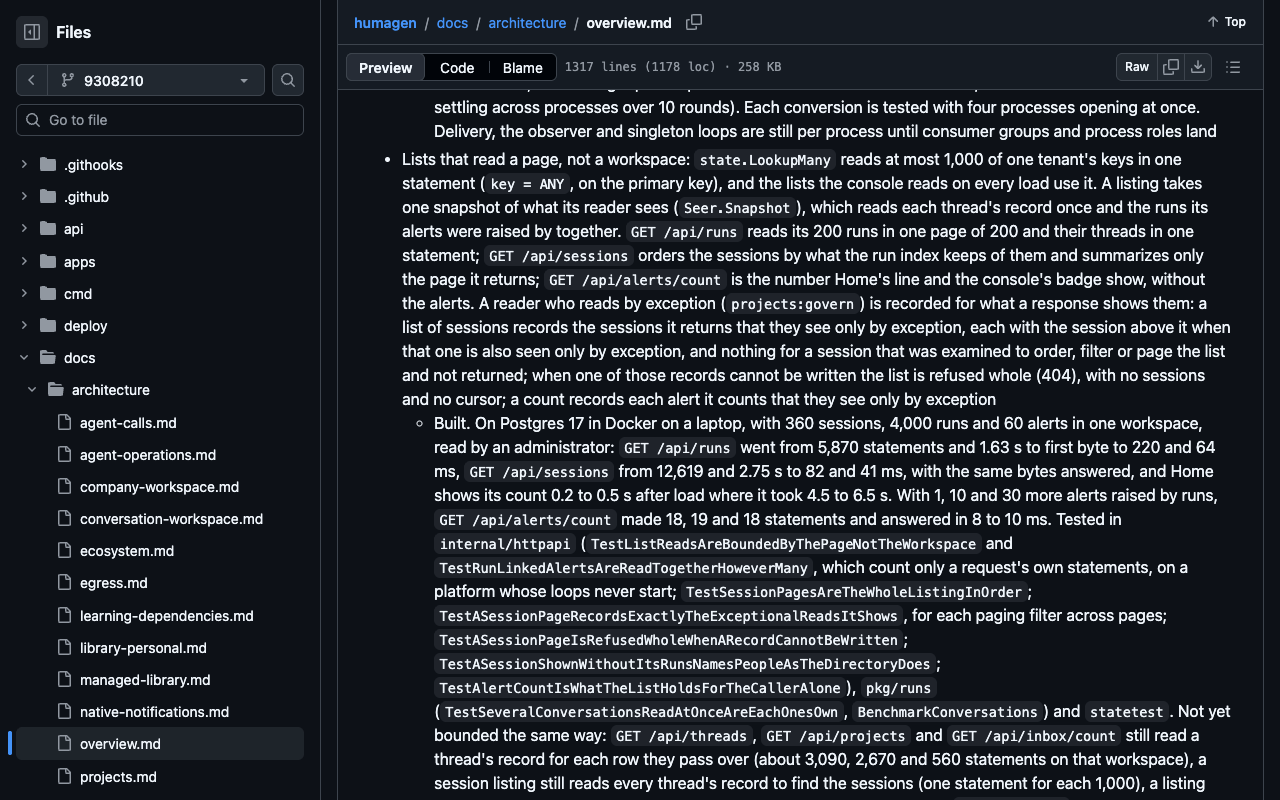 Files
9308210
Go to file
.githooks
.github
api
apps
cmd
deploy
docs
architecture
agent-calls.md
agent-operations.md
company-workspace.md
conversation-workspace.md
ecosystem.md
egress.md
learning-dependencies.md
library-personal.md
managed-library.md
native-notifications.md
overview.md
projects.md
humagen / docs / architecture / overview.md
Top
Preview Code Blame 1317 lines (1178 loc) · 258 KB
Raw
settling across processes over 10 rounds). Each conversion is tested with four processes opening at once.
Delivery, the observer and singleton loops are still per process until consumer groups and process roles land
• Lists that read a page, not a workspace: state.LookupMany reads at most 1,000 of one tenant's keys in one
statement ( key = ANY , on the primary key), and the lists the console reads on every load use it. A listing takes
one snapshot of what its reader sees ( Seer.Snapshot ), which reads each thread's record once and the runs its
alerts were raised by together. GET /api/runs reads its 200 runs in one page of 200 and their threads in one
statement; GET /api/sessions orders the sessions by what the run index keeps of them and summarizes only
the page it returns; GET /api/alerts/count is the number Home's line and the console's badge show, without
the alerts. A reader who reads by exception ( projects:govern ) is recorded for what a response shows them: a
list of sessions records the sessions it returns that they see only by exception, each with the session above it when
that one is also seen only by exception, and nothing for a session that was examined to order, filter or page the list
and not returned; when one of those records cannot be written the list is refused whole (404), with no sessions
and no cursor; a count records each alert it counts that they see only by exception
◦ Built. On Postgres 17 in Docker on a laptop, with 360 sessions, 4,000 runs and 60 alerts in one workspace,
read by an administrator: GET /api/runs went from 5,870 statements and 1.63 s to first byte to 220 and 64
ms, GET /api/sessions from 12,619 and 2.75 s to 82 and 41 ms, with the same bytes answered, and Home
shows its count 0.2 to 0.5 s after load where it took 4.5 to 6.5 s. With 1, 10 and 30 more alerts raised by runs,
GET /api/alerts/count made 18, 19 and 18 statements and answered in 8 to 10 ms. Tested in
internal/httpapi ( TestListReadsAreBoundedByThePageNotTheWorkspace and
TestRunLinkedAlertsAreReadTogetherHoweverMany , which count only a request's own statements, on a
platform whose loops never start; TestSessionPagesAreTheWholeListingInOrder ;
TestASessionPageRecordsExactlyTheExceptionalReadsItShows , for each paging filter across pages;
TestASessionPageIsRefusedWholeWhenARecordCannotBeWritten ;
TestASessionShownWithoutItsRunsNamesPeopleAsTheDirectoryDoes ;
TestAlertCountIsWhatTheListHoldsForTheCallerAlone ), pkg/runs
( TestSeveralConversationsReadAtOnceAreEachOnesOwn , BenchmarkConversations ) and statetest . Not yet
bounded the same way: GET /api/threads , GET /api/projects and GET /api/inbox/count still read a
thread's record for each row they pass over (about 3,090, 2,670 and 560 statements on that workspace), a
session listing still reads every thread's record to find the sessions (one statement for each 1,000), a listing